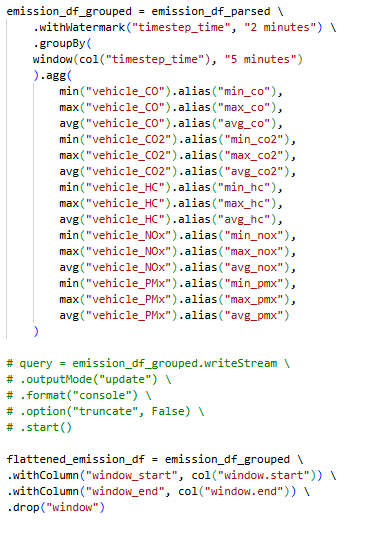 emission_df_grouped = emission_df_parsed \
    .withWatermark("timestep_time", "2 minutes") \
    .groupBy(
    window(col("timestep_time"), "5 minutes")
    ).agg(
        min("vehicle_CO").alias("min_co"),
        max("vehicle_CO").alias("max_co"),
        avg("vehicle_CO").alias("avg_co"),
        min("vehicle_CO2").alias("min_co2"),
        max("vehicle_CO2").alias("max_co2"),
        avg("vehicle_CO2").alias("avg_co2"),
        min("vehicle_HC").alias("min_hc"),
        max("vehicle_HC").alias("max_hc"),
        avg("vehicle_HC").alias("avg_hc"),
        min("vehicle_NOx").alias("min_nox"),
        max("vehicle_NOx").alias("max_nox"),
        avg("vehicle_NOx").alias("avg_nox"),
        min("vehicle_PMx").alias("min_pmx"),
        max("vehicle_PMx").alias("max_pmx"),
        avg("vehicle_PMx").alias("avg_pmx")
    )

# query = emission_df_grouped.writeStream \
# .outputMode("update") \
# .format("console") \
# .option("truncate", False) \
# .start()

flattened_emission_df = emission_df_grouped \
.withColumn("window_start", col("window.start")) \
.withColumn("window_end", col("window.end")) \
.drop("window")